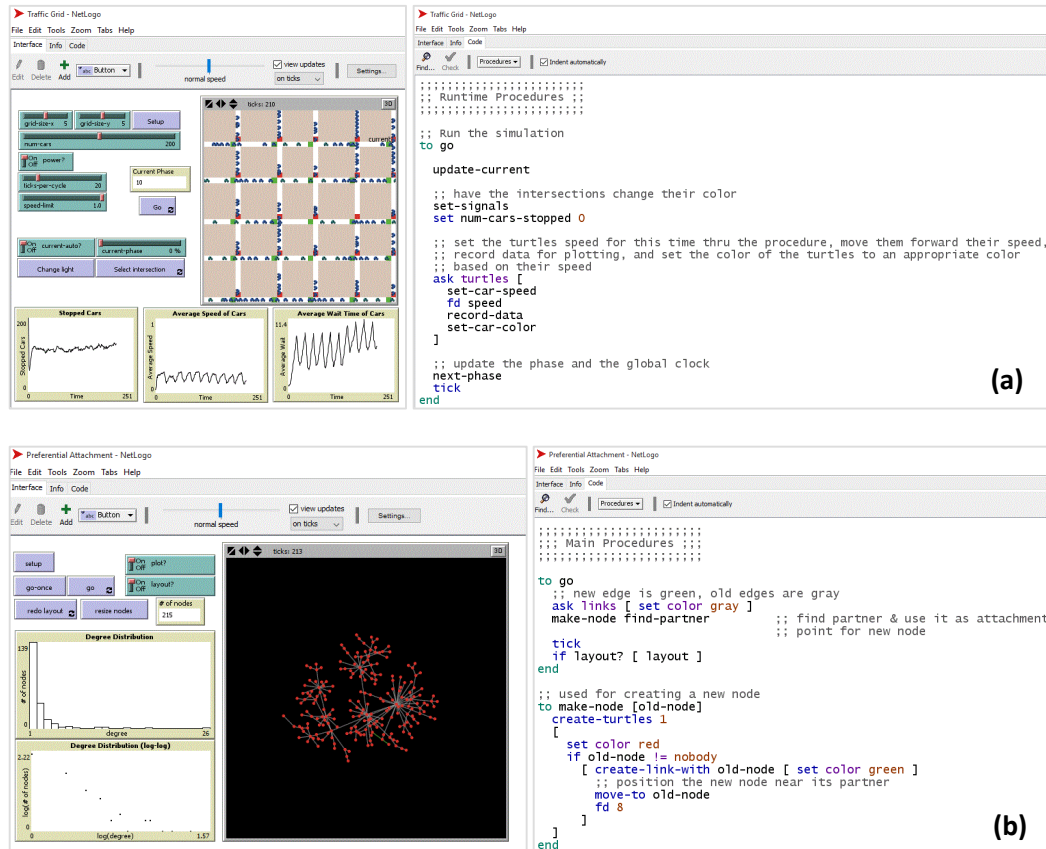 Traffic Grid - NetLogo
File Edit Tools Zoom Tabs Help
Interface Info Code
Edit Delete Add
abc Button
normal speed
view updates
on ticks
Settings...
ticks: 210
3D
grid-size-x 5
grid-size-y 5
Setup
num-cars 200
On
Off
power?
ticks-per-cycle 20
speed-limit 1.0
Current Phase
10
Go
On
Off
current-auto?
current-phase 0 %
Change light
Select intersection
current
Stopped Cars
200
Stopped Cars
0
0 Time 251
Average Speed of Cars
1
Average Speed
0
0 Time 251
Average Wait Time of Cars
11.4
Average Wait
0
0 Time 251
Traffic Grid - NetLogo
File Edit Tools Zoom Tabs Help
Interface Info Code
Find... Check
Procedures
Indent automatically
;;;;;;;;;;;;;;;;;;;;;;;;
;; Runtime Procedures ;;
;;;;;;;;;;;;;;;;;;;;;;;;
;; Run the simulation
to go
update-current
;; have the intersections change their color
set-signals
set num-cars-stopped 0
;; set the turtles speed for this time thru the procedure, move them forward their speed,
;; record data for plotting, and set the color of the turtles to an appropriate color
;; based on their speed
ask turtles [
set-car-speed
fd speed
record-data
set-car-color
]
;; update the phase and the global clock
next-phase
tick
end
(a)
Preferential Attachment - NetLogo
File Edit Tools Zoom Tabs Help
Interface Info Code
Edit Delete Add
abc Button
normal speed
view updates
on ticks
Settings...
ticks: 213
3D
setup
On
Off
plot?
go-once
go
On
Off
layout?
redo layout
resize nodes
# of nodes
215
Degree Distribution
139
# of nodes
0
1 degree 26
Degree Distribution (log-log)
2.22
log(# of nodes)
0
0 log(degree) 1.57
Preferential Attachment - NetLogo
File Edit Tools Zoom Tabs Help
Interface Info Code
Find... Check
Procedures
Indent automatically
;;;;;;;;;;;;;;;;;;;;;;;;
;;; Main Procedures ;;;
;;;;;;;;;;;;;;;;;;;;;;;;
to go
;; new edge is green, old edges are gray
ask links [ set color gray ]
make-node find-partner ;; find partner & use it as attachment
;; point for new node
tick
if layout? [ layout ]
end
;; used for creating a new node
to make-node [old-node]
create-turtles 1
[
set color red
if old-node != nobody
[ create-link-with old-node [ set color green ]
;; position the new node near its partner
move-to old-node
fd 8
]
]
end
(b)